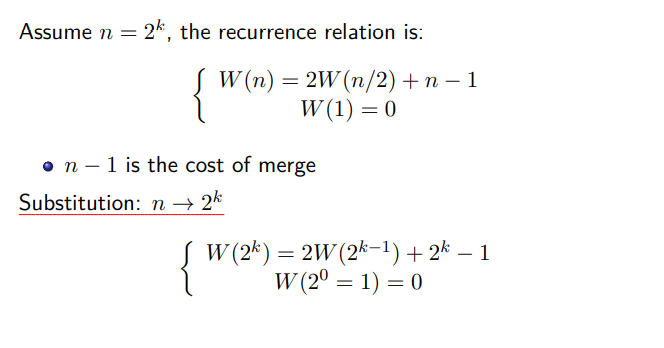 Assume n = 2^k, the recurrence relation is:
W(n) = 2W(n/2) + n − 1
W(1) = 0
n − 1 is the cost of merge
Substitution: n → 2^k
W(2^k) = 2W(2^{k−1}) + 2^k − 1
W(2^0 = 1) = 0